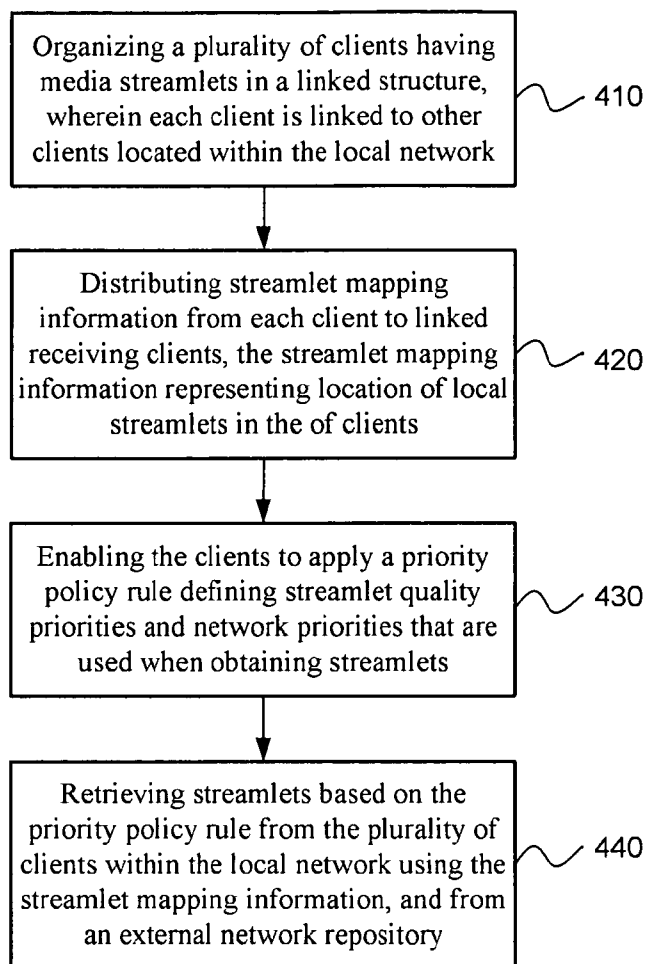 Organizing a plurality of clients having
media streamlets in a linked structure,
wherein each client is linked to other
clients located within the local network
410
Distributing streamlet mapping
information from each client to linked
receiving clients, the streamlet mapping
information representing location of local
streamlets in the of clients
420
Enabling the clients to apply a priority
policy rule defining streamlet quality
priorities and network priorities that are
used when obtaining streamlets
430
Retrieving streamlets based on the
priority policy rule from the plurality of
clients within the local network using the
streamlet mapping information, and from
an external network repository
440